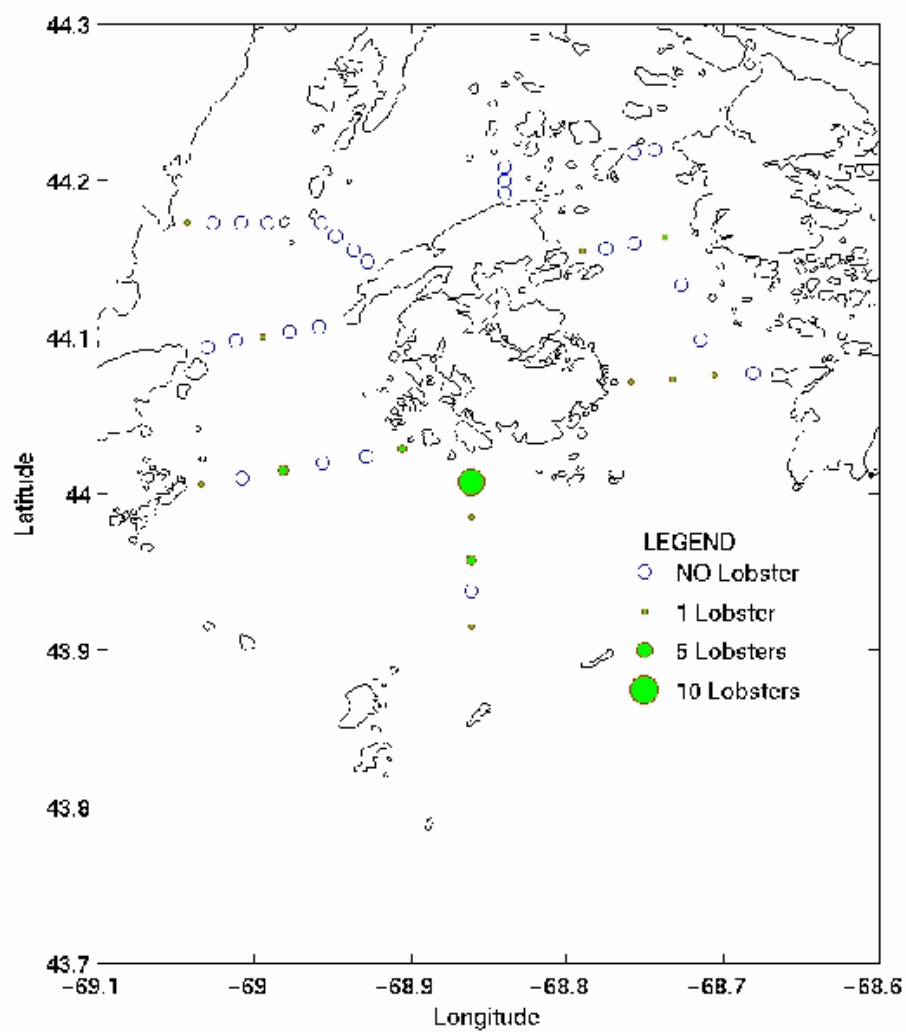 44.3
44.2
44.1
44
43.9
43.8
43.7
Latitude
LEGEND
NO Lobster
1 Lobster
5 Lobsters
10 Lobsters
−69.1
−69
−68.9
−68.8
−68.7
−68.6
Longitude